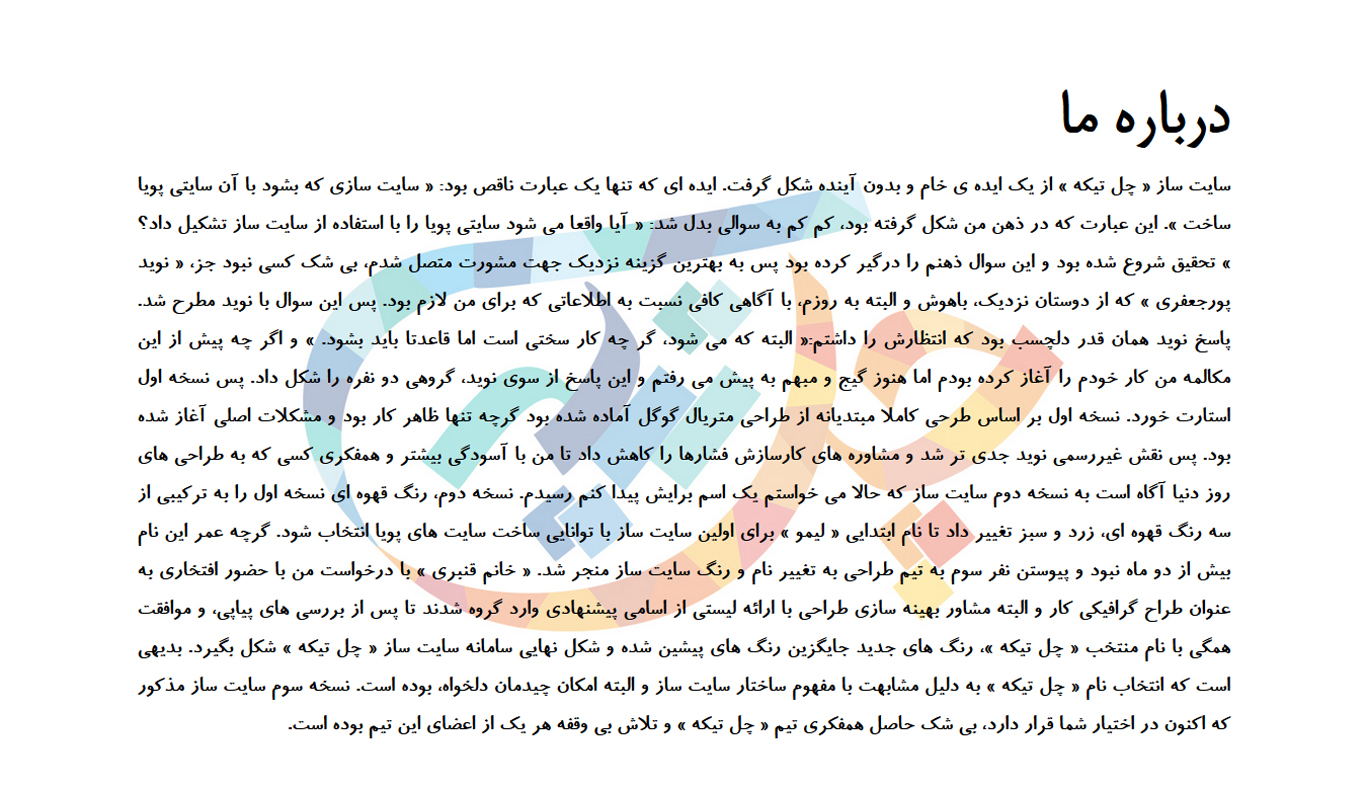 درباره ما
سایت ساز « چل تیکه » از یک ایده ی خام و بدون آینده شکل گرفت. ایده ای که تنها یک عبارت ناقص بود: « سایت سازی که بشود با آن سایتی پویا
ساخت ». این عبارت که در ذهن من شکل گرفته بود، کم کم به سوالی بدل شد: « آیا واقعا می شود سایتی پویا را با استفاده از سایت ساز تشکیل داد؟
» تحقیق شروع شده بود و این سوال ذهنم را درگیر کرده بود پس به بهترین گزینه نزدیک جهت مشورت متصل شدم، بی شک کسی نبود جز، « نوید
پورجعفری » که از دوستان نزدیک، باهوش و البته به روزم، با آگاهی کافی نسبت به اطلاعاتی که برای من لازم بود. پس این سوال با نوید مطرح شد.
پاسخ نوید همان قدر دلچسب بود که انتظارش را داشتم:« البته که می شود، گر چه کار سختی است اما قاعدتا باید بشود. » و اگر چه پیش از این
مکالمه من کار خودم را آغاز کرده بودم اما هنوز گیج و مبهم به پیش می رفتم و این پاسخ از سوی نوید، گروهی دو نفره را شکل داد. پس نسخه اول
استارت خورد. نسخه اول بر اساس طرحی کاملا مبتدیانه از طراحی متریال گوگل آماده شده بود گرچه تنها ظاهر کار بود و مشکلات اصلی آغاز شده
بود. پس نقش غیررسمی نوید جدی تر شد و مشاوره های کارسازش فشارها را کاهش داد تا من با آسودگی بیشتر و همفکری کسی که به طراحی های
روز دنیا آگاه است به نسخه دوم سایت ساز که حالا می خواستم یک اسم برایش پیدا کنم رسیدم. نسخه دوم، رنگ قهوه ای نسخه اول را به ترکیبی از
سه رنگ قهوه ای، زرد و سبز تغییر داد تا نام ابتدایی « لیمو » برای اولین سایت ساز با توانایی ساخت سایت های پویا انتخاب شود. گرچه عمر این نام
بیش از دو ماه نبود و پیوستن نفر سوم به تیم طراحی به تغییر نام و رنگ سایت ساز منجر شد. « خانم قنبری » با درخواست من با حضور افتخاری به
عنوان طراح گرافیکی کار و البته مشاور بهینه سازی طراحی با ارائه لیستی از اسامی پیشنهادی وارد گروه شدند تا پس از بررسی های پیاپی، و موافقت
همگی با نام منتخب « چل تیکه »، رنگ های جدید جایگزین رنگ های پیشین شده و شکل نهایی سامانه سایت ساز « چل تیکه » شکل بگیرد. بدیهی
است که انتخاب نام « چل تیکه » به دلیل مشابهت با مفهوم ساختار سایت ساز و البته امکان چیدمان دلخواه، بوده است. نسخه سوم سایت ساز مذکور
که اکنون در اختیار شما قرار دارد، بی شک حاصل همفکری تیم « چل تیکه » و تلاش بی وقفه هر یک از اعضای این تیم بوده است.